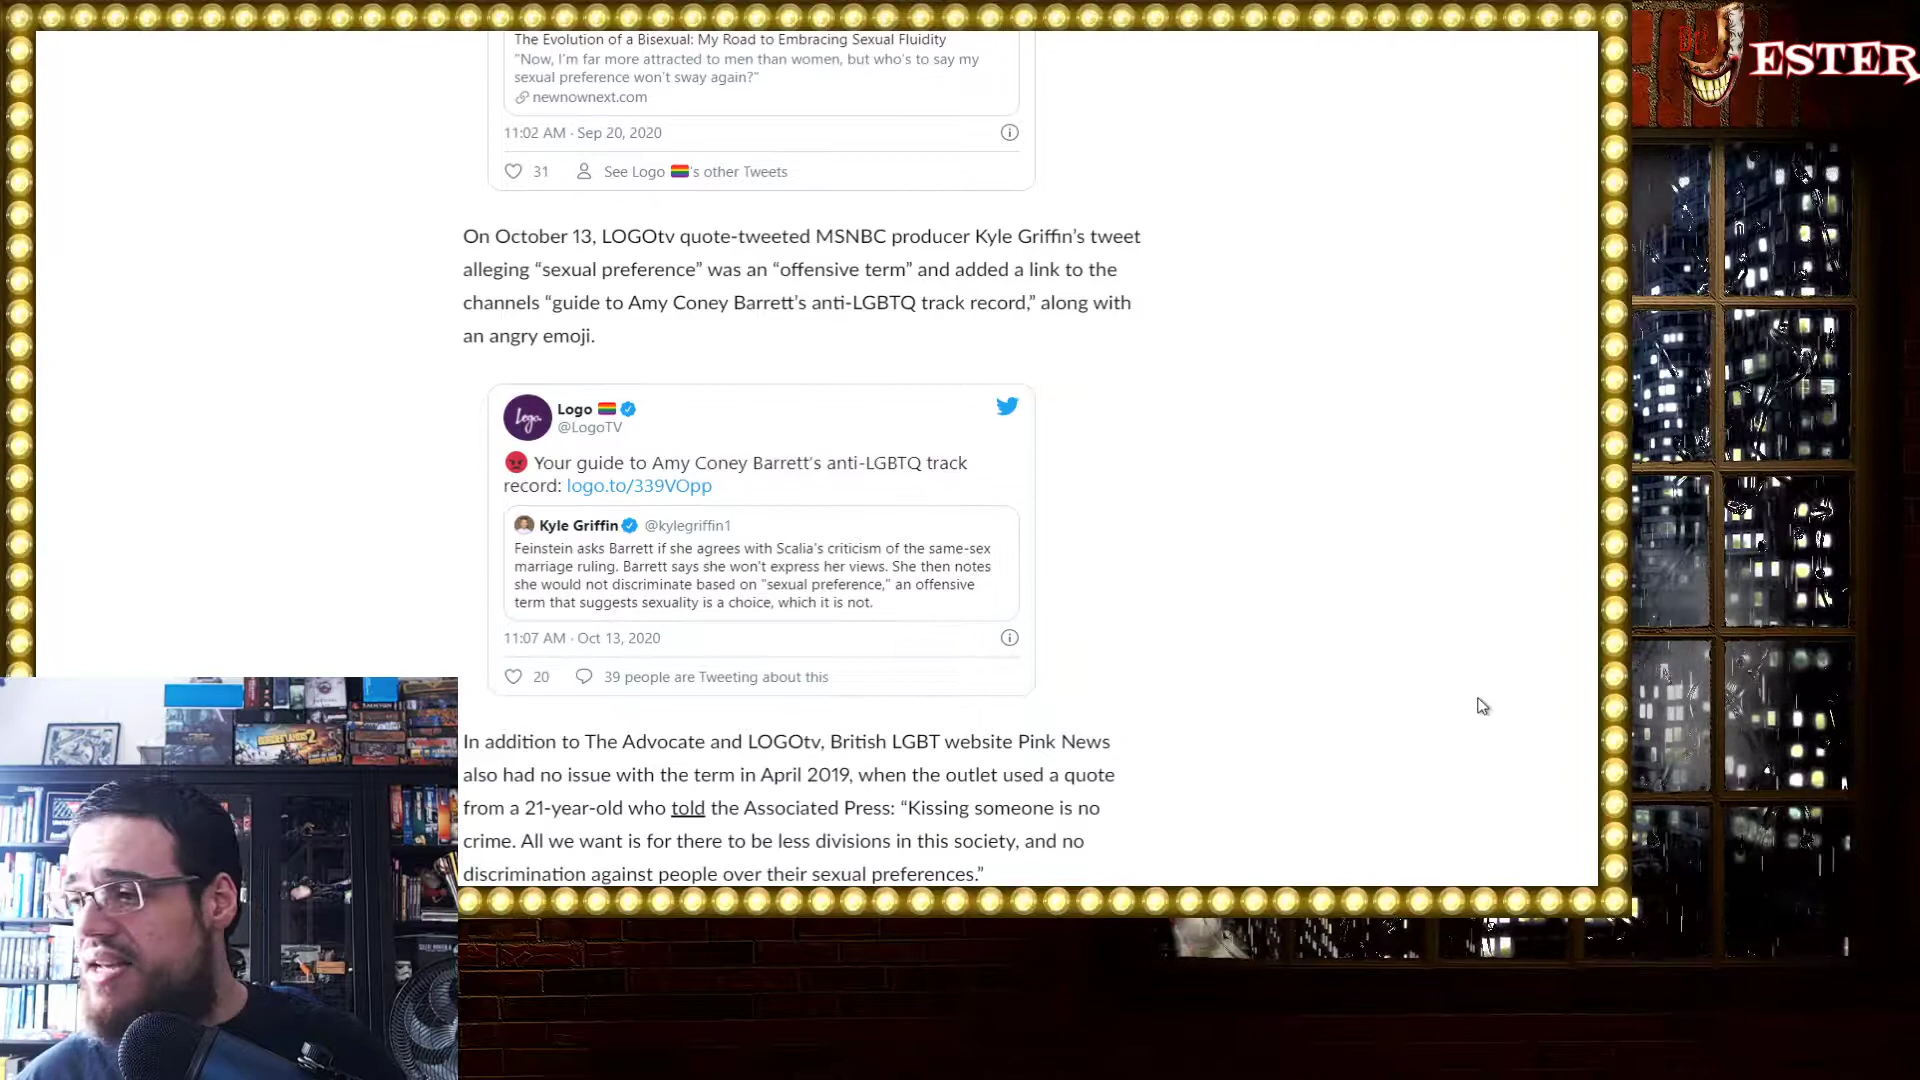 The Evolution of a Bisexual: My Road to Embracing Sexual Fluidity
"Now, I'm far more attracted to men than women, but who's to say my
sexual preference won't sway again?"
newnownext.com
11:02 AM · Sep 20, 2020
31 See Logo 🏳️‍🌈's other Tweets
ESTER
On October 13, LOGOtv quote-tweeted MSNBC producer Kyle Griffin’s tweet
alleging “sexual preference” was an “offensive term” and added a link to the
channels “guide to Amy Coney Barrett’s anti-LGBTQ track record,” along with
an angry emoji.
Logo
Logo 🏳️‍🌈
@LogoTV
😡 Your guide to Amy Coney Barrett's anti-LGBTQ track
record: logo.to/339VOpp
Kyle Griffin @kylegriffin1
Feinstein asks Barrett if she agrees with Scalia's criticism of the same-sex
marriage ruling. Barrett says she won't express her views. She then notes
she would not discriminate based on "sexual preference," an offensive
term that suggests sexuality is a choice, which it is not.
11:07 AM · Oct 13, 2020
20 39 people are Tweeting about this
In addition to The Advocate and LOGOtv, British LGBT website Pink News
also had no issue with the term in April 2019, when the outlet used a quote
from a 21-year-old who told the Associated Press: “Kissing someone is no
crime. All we want is for there to be less divisions in this society, and no
discrimination against people over their sexual preferences.”
BORDERLANDS 2